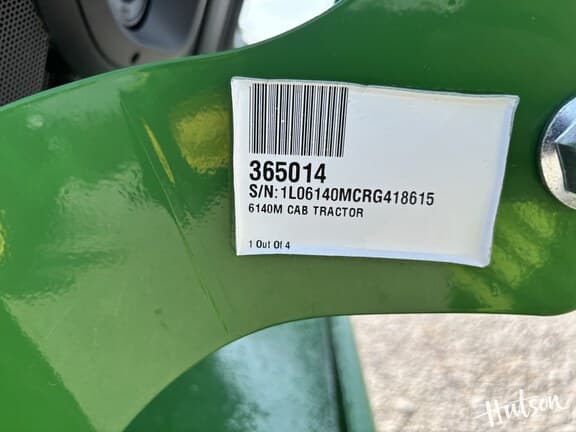 365014
S/N:1L06140MCRG418615
6140M CAB TRACTOR
1 Out Of 4
Hutson